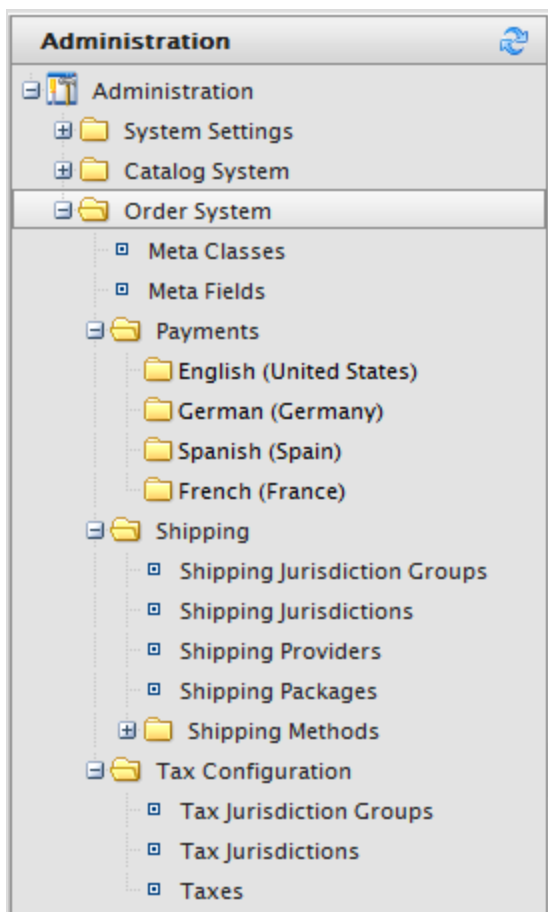 Administration
Administration
System Settings
Catalog System
Order System
Meta Classes
Meta Fields
Payments
English (United States)
German (Germany)
Spanish (Spain)
French (France)
Shipping
Shipping Jurisdiction Groups
Shipping Jurisdictions
Shipping Providers
Shipping Packages
Shipping Methods
Tax Configuration
Tax Jurisdiction Groups
Tax Jurisdictions
Taxes